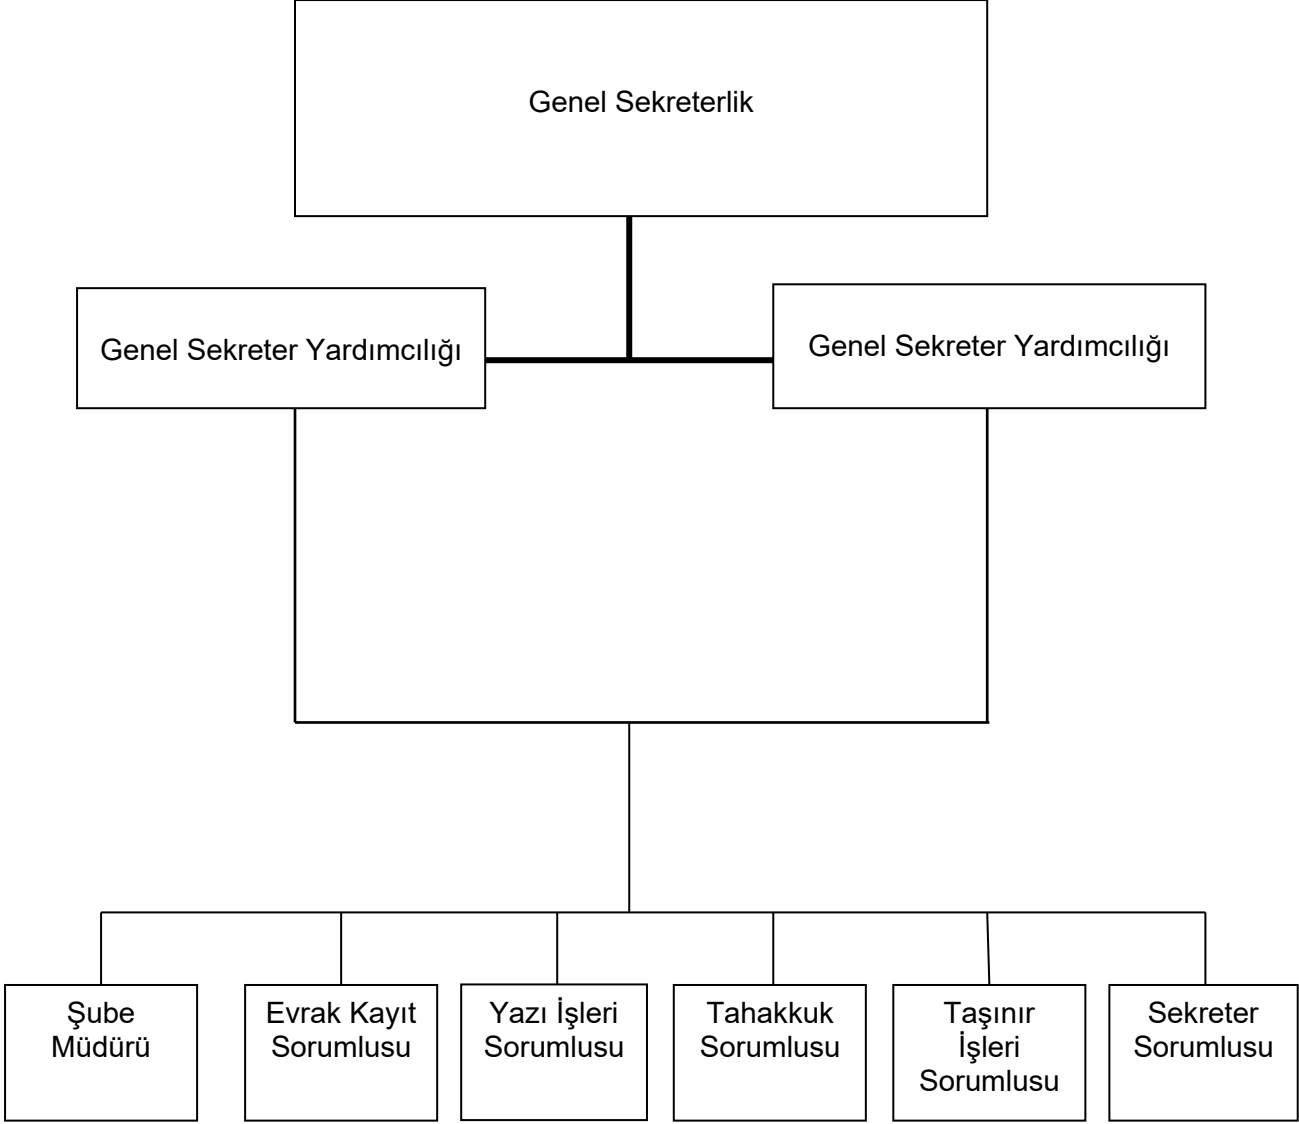 Genel Sekreterlik
Genel Sekreter Yardımcılığı
Genel Sekreter Yardımcılığı
Şube
Müdürü
Evrak Kayıt
Sorumlusu
Yazı İşleri
Sorumlusu
Tahakkuk
Sorumlusu
Taşınır
İşleri
Sorumlusu
Sekreter
Sorumlusu